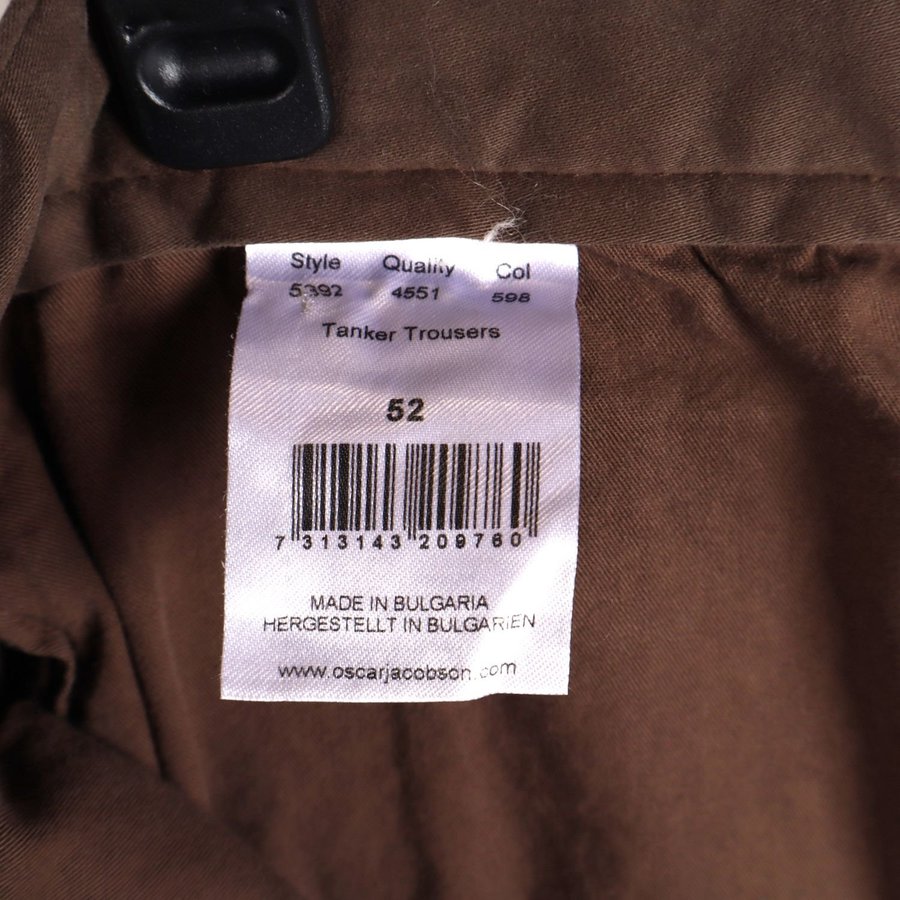 Style Quality Col
5392 4551 598
Tanker Trousers
52
7 313143 209760
MADE IN BULGARIA
HERGESTELLT IN BULGARIEN
www.oscarjacobson.com